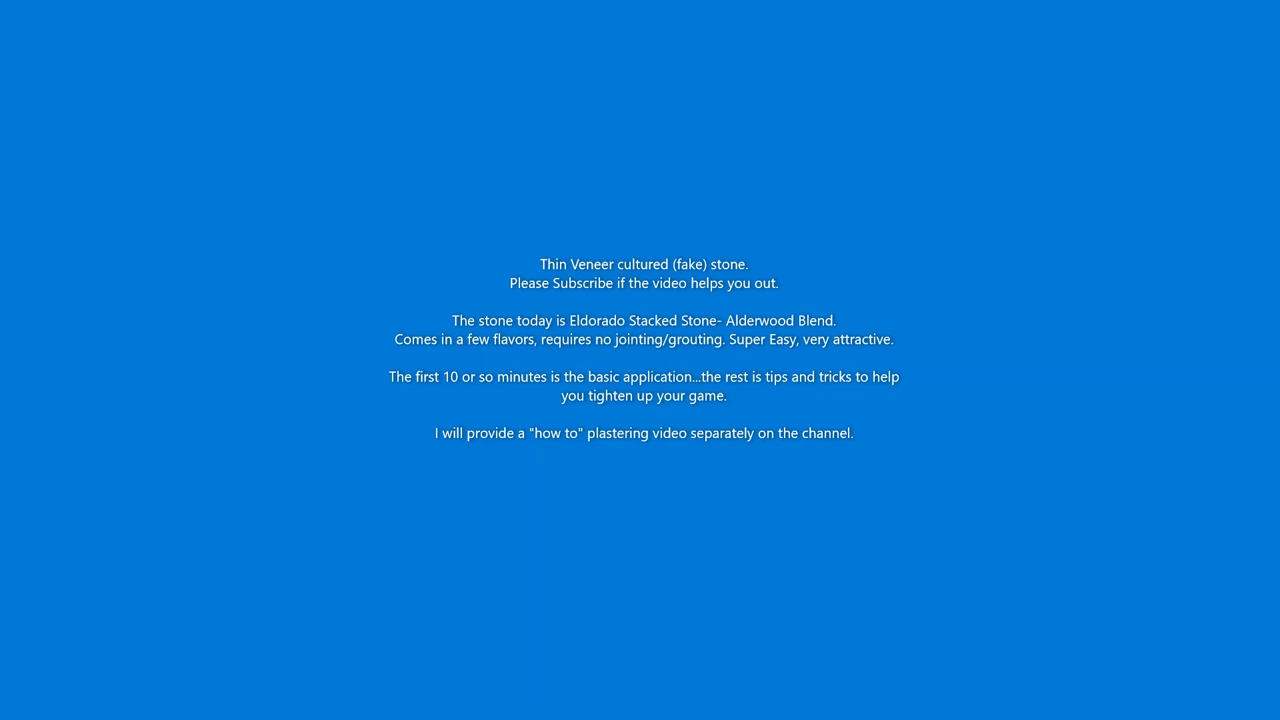 Thin Veneer cultured (fake) stone.
Please Subscribe if the video helps you out.
The stone today is Eldorado Stacked Stone- Alderwood Blend.
Comes in a few flavors, requires no jointing/grouting. Super Easy, very attractive.
The first 10 or so minutes is the basic application...the rest is tips and tricks to help
you tighten up your game.
I will provide a "how to" plastering video separately on the channel.